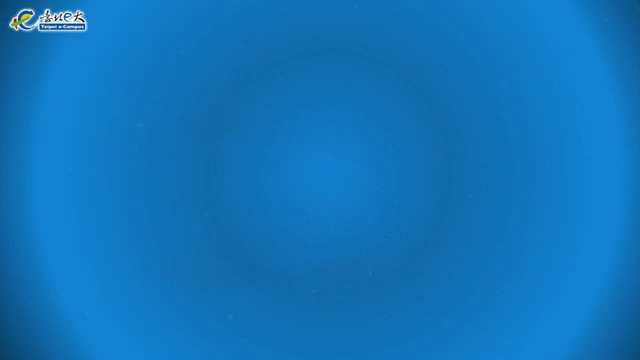 臺北e大
Taipei e-Campus